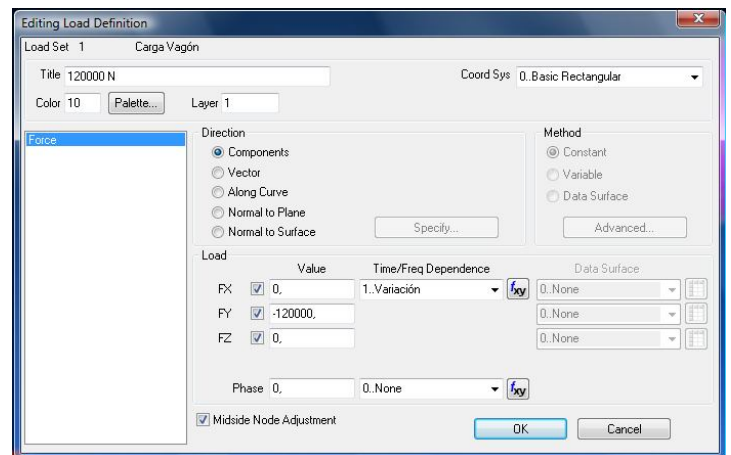 Editing Load Definition
Load Set 1 Carga Vagón
Title 120000 N Coord Sys 0..Basic Rectangular
Color 10 Palette... Layer 1
Force
Direction
Components
Vector
Along Curve
Normal to Plane
Normal to Surface
Specify...
Method
Constant
Variable
Data Surface
Advanced...
Load
Value Time/Freq Dependence Data Surface
FX 0, 1..Variación fxy 0..None
FY -120000, 0..None
FZ 0, 0..None
Phase 0, 0..None fxy
Midside Node Adjustment
OK Cancel